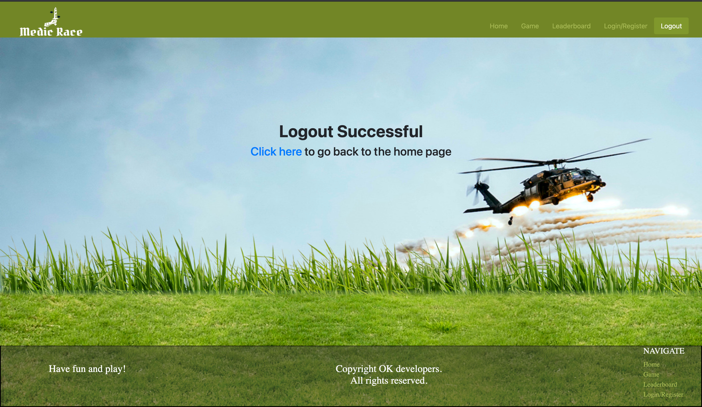 Medic Race
Home Game Leaderboard Login/Register Logout
Logout Successful
Click here to go back to the home page
Have fun and play!
Copyright OK developers.
All rights reserved.
NAVIGATE
Home
Game
Leaderboard
Login/Register